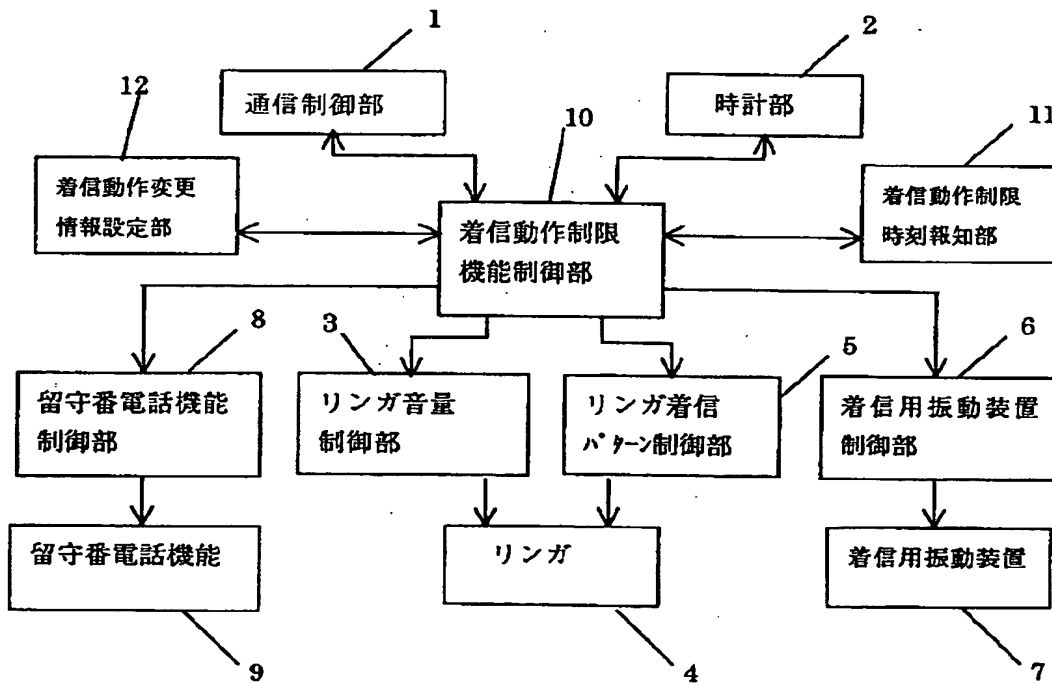 1
通信制御部
2
時計部
12
着信動作変更
情報設定部
10
着信動作制限
機能制御部
11
着信動作制限
時刻報知部
8
留守番電話機能
制御部
3
リンガ音量
制御部
5
リンガ着信
パターン制御部
6
着信用振動装置
制御部
留守番電話機能
9
リンガ
4
着信用振動装置
7